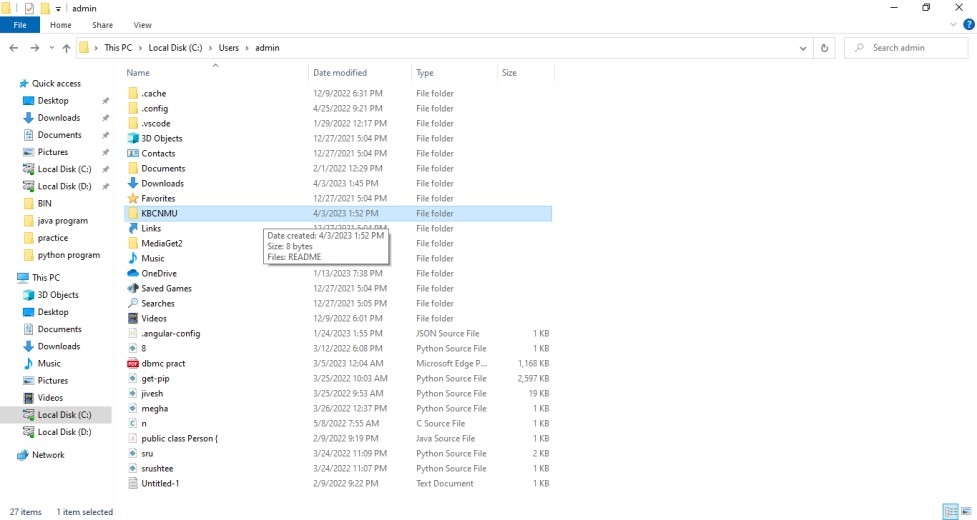 admin
File Home Share View
This PC > Local Disk (C:) > Users > admin
Search admin
Name Date modified Type Size
Quick access
Desktop
Downloads
Documents
Pictures
Local Disk (C:)
Local Disk (D:)
BIN
java program
practice
python program
This PC
3D Objects
Desktop
Documents
Downloads
Music
Pictures
Videos
Local Disk (C:)
Local Disk (D:)
Network
.cache 12/9/2022 6:31 PM File folder
.config 4/25/2022 9:21 PM File folder
.vscode 1/29/2022 12:17 PM File folder
3D Objects 12/27/2021 5:04 PM File folder
Contacts 12/27/2021 5:04 PM File folder
Documents 2/1/2022 12:29 PM File folder
Downloads 4/3/2023 1:45 PM File folder
Favorites 12/27/2021 5:04 PM File folder
KBCNMU 4/3/2023 1:52 PM File folder
Links 12/27/2021 5:04 PM File folder
Date created: 4/3/2023 1:52 PM
Size: 8 bytes
Files: README
MediaGet2 File folder
Music File folder
OneDrive 1/13/2023 7:38 PM File folder
Saved Games 12/27/2021 5:04 PM File folder
Searches 12/27/2021 5:05 PM File folder
Videos 12/9/2022 6:01 PM File folder
.angular-config 1/24/2023 1:55 PM JSON Source File 1 KB
8 3/12/2022 6:08 PM Python Source File 1 KB
dbmc pract 3/5/2023 12:04 AM Microsoft Edge P... 1,168 KB
get-pip 3/25/2022 10:03 AM Python Source File 2,597 KB
jivesh 3/25/2022 9:53 AM Python Source File 19 KB
megha 3/26/2022 12:37 PM Python Source File 1 KB
n 5/8/2022 7:55 AM C Source File 1 KB
public class Person { 2/9/2022 9:19 PM Java Source File 1 KB
sru 3/24/2022 11:09 PM Python Source File 2 KB
srushtee 3/24/2022 11:07 PM Python Source File 1 KB
Untitled-1 2/9/2022 9:22 PM Text Document 1 KB
27 items 1 item selected